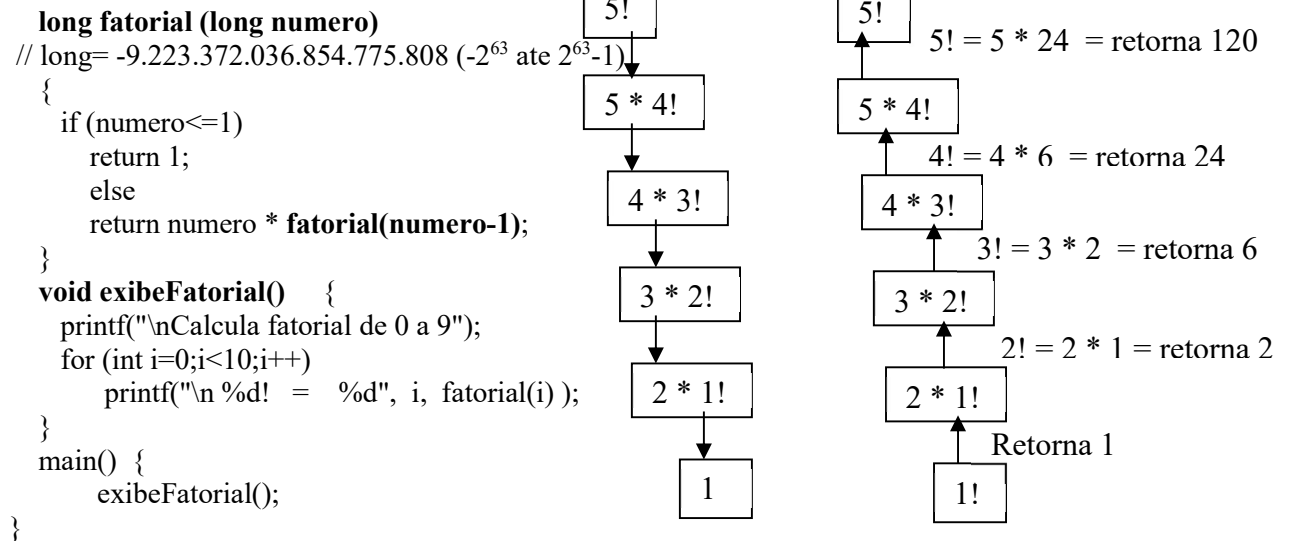 long fatorial (long numero)
// long= -9.223.372.036.854.775.808 (-2⁶³ ate 2⁶³-1)
{
if (numero<=1)
return 1;
else
return numero * fatorial(numero-1);
}
void exibeFatorial() {
printf("\nCalcula fatorial de 0 a 9");
for (int i=0;i<10;i++)
printf("\n %d! = %d", i, fatorial(i) );
}
main() {
exibeFatorial();
}
5!
5 * 4!
4 * 3!
3 * 2!
2 * 1!
1
5!
5! = 5 * 24 = retorna 120
5 * 4!
4! = 4 * 6 = retorna 24
4 * 3!
3! = 3 * 2 = retorna 6
3 * 2!
2! = 2 * 1 = retorna 2
2 * 1!
Retorna 1
1!